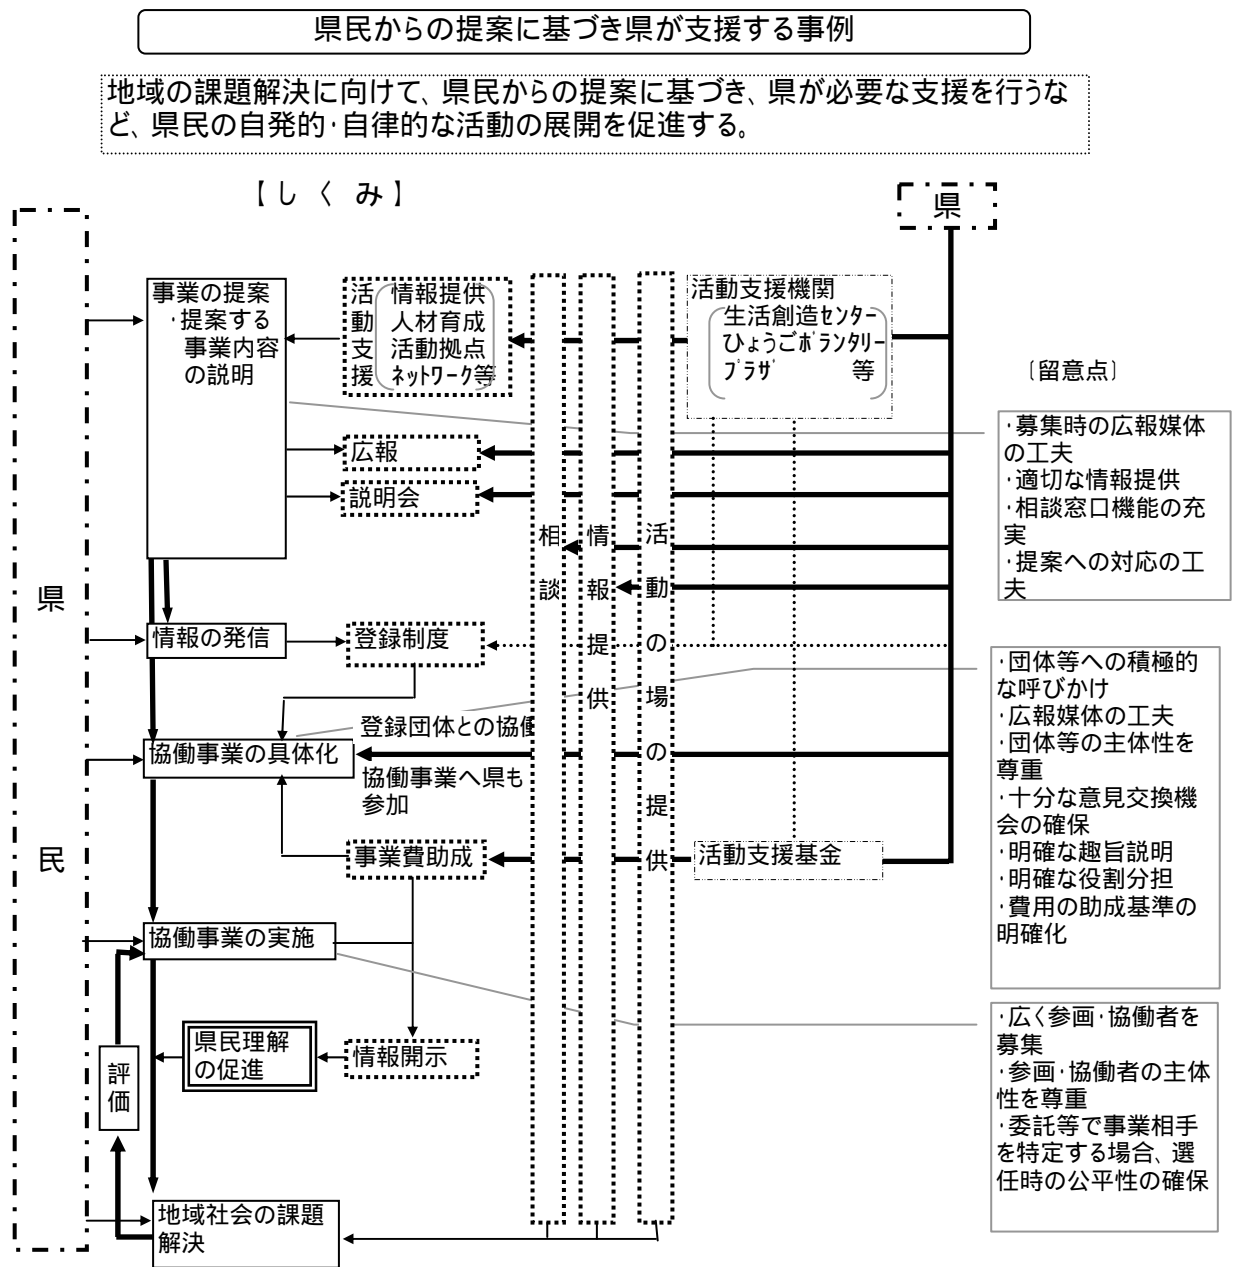 県民からの提案に基づき県が支援する事例
地域の課題解決に向けて、県民からの提案に基づき、県が必要な支援を行うな
ど、県民の自発的・自律的な活動の展開を促進する。
【しくみ】
県
県民
事業の提案
・提案する
事業内容
の説明
活動支援
情報提供
人材育成
活動拠点
ネットワーク等
活動支援機関
生活創造センター
ひょうごボランタリー
プラザ 等
広報
説明会
相談
情報提供
活動の場の提供
情報の発信
登録制度
登録団体との協働
協働事業の具体化
協働事業へ県も
参加
事業費助成
活動支援基金
協働事業の実施
県民理解
の促進
情報開示
評価
地域社会の課題
解決
〔留意点〕
・募集時の広報媒体
の工夫
・適切な情報提供
・相談窓口機能の充
実
・提案への対応の工
夫
・団体等への積極的
な呼びかけ
・広報媒体の工夫
・団体等の主体性を
尊重
・十分な意見交換機
会の確保
・明確な趣旨説明
・明確な役割分担
・費用の助成基準の
明確化
・広く参画・協働者を
募集
・参画・協働者の主体
性を尊重
・委託等で事業相手
を特定する場合、選
任時の公平性の確保